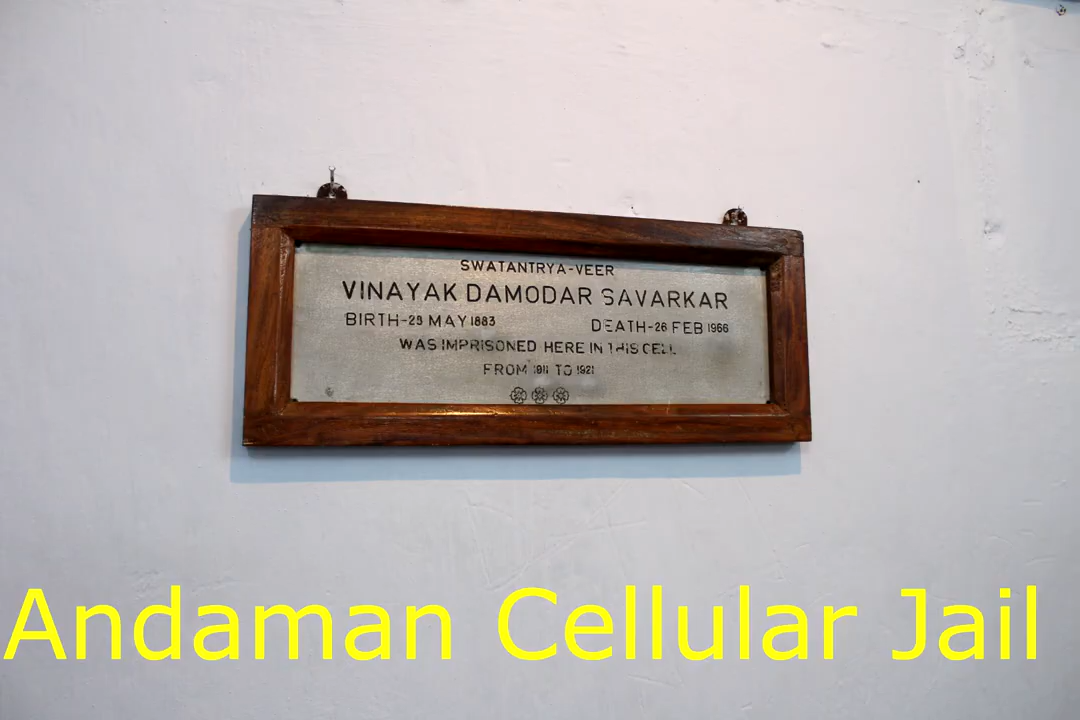 SWATANTRYA-VEER
VINAYAK DAMODAR SAVARKAR
BIRTH-28 MAY 1883 DEATH-26 FEB 1966
WAS IMPRISONED HERE IN THIS CELL
FROM 1911 TO 1921
Andaman Cellular Jail